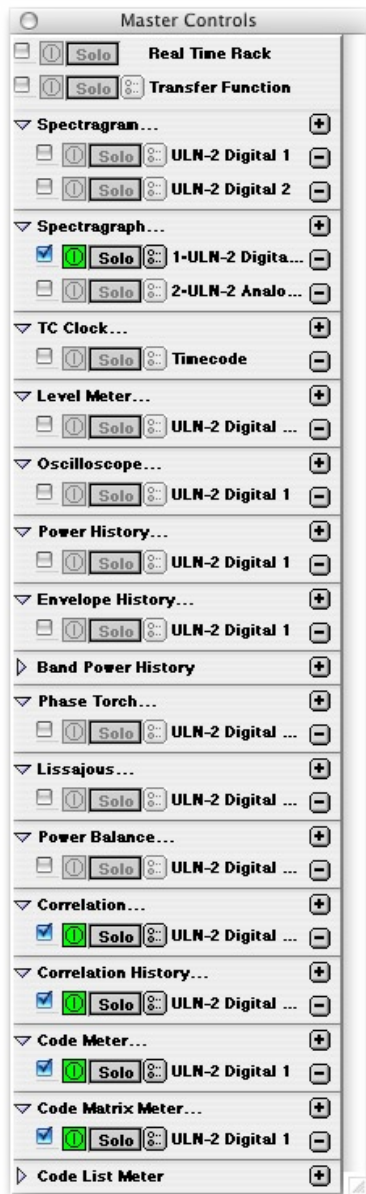 Master Controls
Solo Real Time Rack
Solo Transfer Function
Spectragram...
Solo ULN-2 Digital 1
Solo ULN-2 Digital 2
Spectragraph...
Solo 1-ULN-2 Digita...
Solo 2-ULN-2 Analo...
TC Clock...
Solo Timecode
Level Meter...
Solo ULN-2 Digital ...
Oscilloscope...
Solo ULN-2 Digital 1
Power History...
Solo ULN-2 Digital 1
Envelope History...
Solo ULN-2 Digital 1
Band Power History
Phase Torch...
Solo ULN-2 Digital ...
Lissajous...
Solo ULN-2 Digital ...
Power Balance...
Solo ULN-2 Digital ...
Correlation...
Solo ULN-2 Digital ...
Correlation History...
Solo ULN-2 Digital ...
Code Meter...
Solo ULN-2 Digital 1
Code Matrix Meter...
Solo ULN-2 Digital 1
Code List Meter